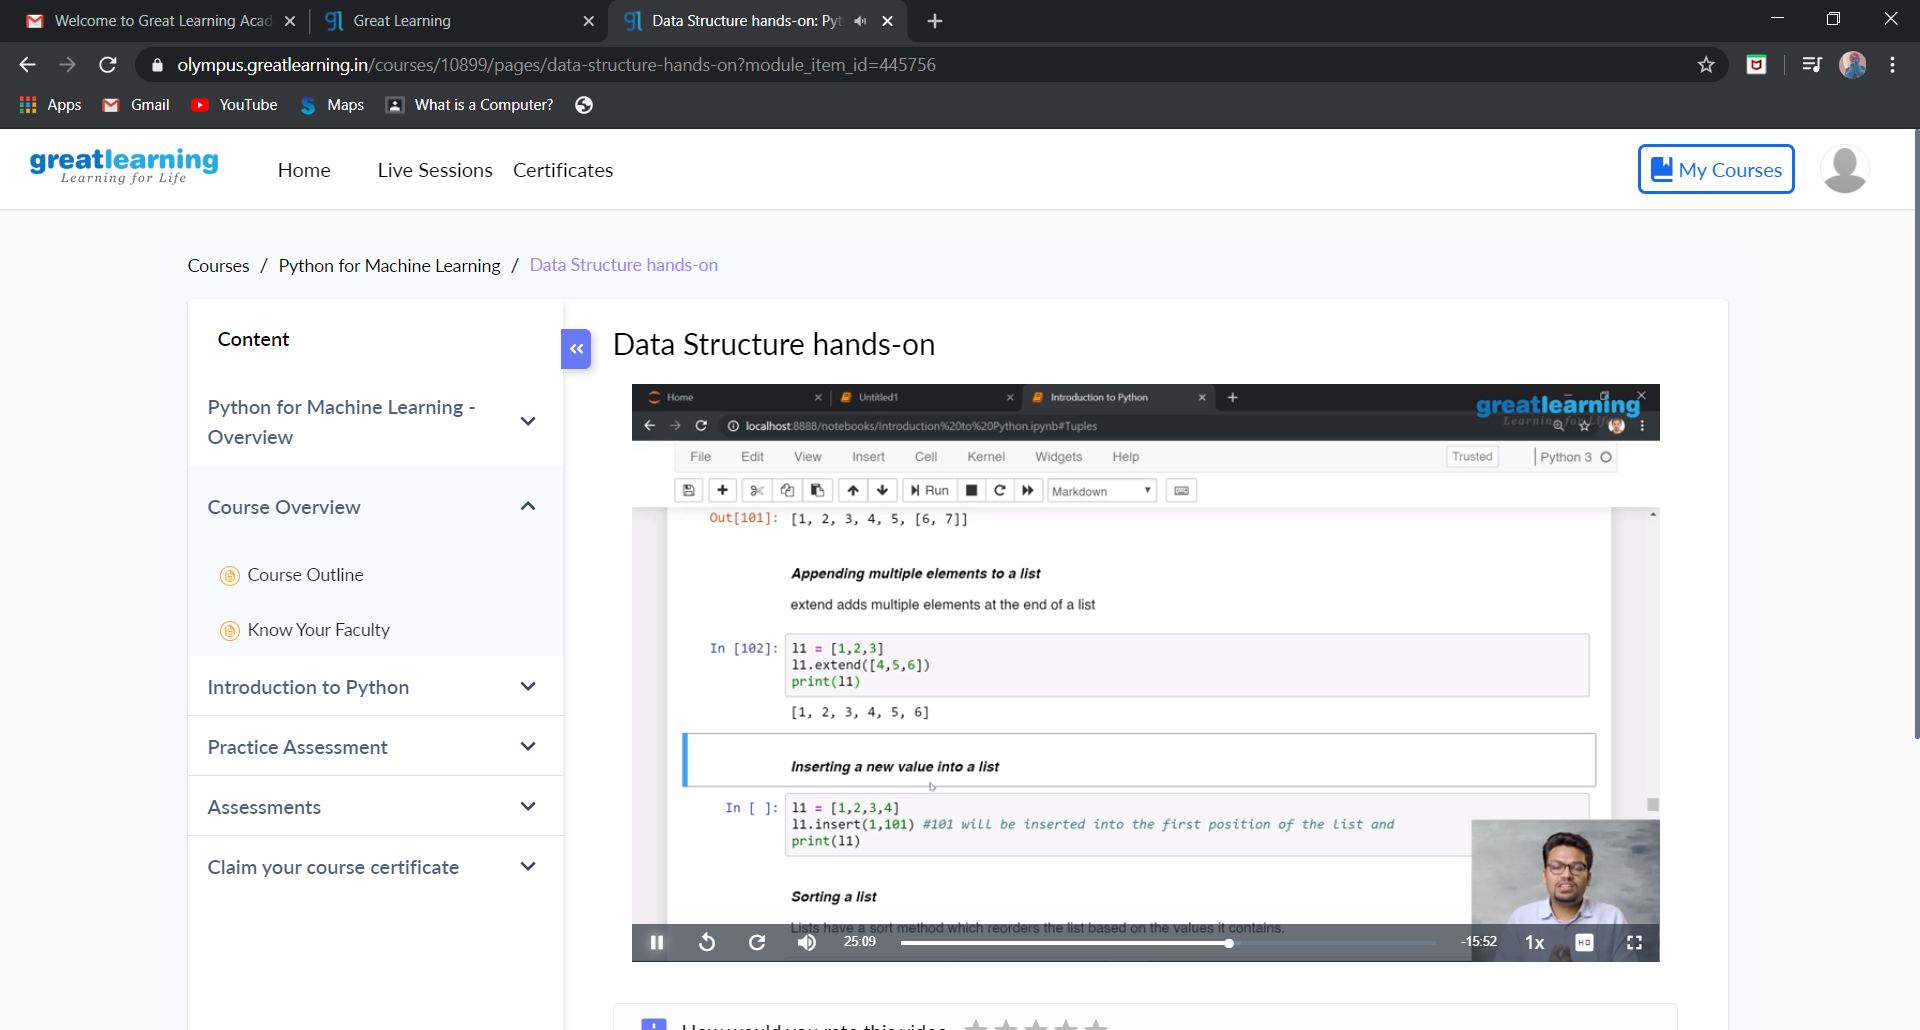 Welcome to Great Learning Acad
Great Learning
Data Structure hands-on: Pyt
olympus.greatlearning.in/courses/10899/pages/data-structure-hands-on?module_item_id=445756
Apps
Gmail
YouTube
Maps
What is a Computer?
greatlearning
Learning for Life
Home
Live Sessions
Certificates
My Courses
Courses / Python for Machine Learning / Data Structure hands-on
Content
Python for Machine Learning -
Overview
Course Overview
Course Outline
Know Your Faculty
Introduction to Python
Practice Assessment
Assessments
Claim your course certificate
Data Structure hands-on
Home
Untitled1
Introduction to Python
greatlearning
Learning for Life
localhost:8888/notebooks/Introduction%20to%20Python.ipynb#Tuples
File Edit View Insert Cell Kernel Widgets Help
Trusted
Python 3
Run
Markdown
Out[101]: [1, 2, 3, 4, 5, [6, 7]]
Appending multiple elements to a list
extend adds multiple elements at the end of a list
In [102]: l1 = [1,2,3]
l1.extend([4,5,6])
print(l1)
[1, 2, 3, 4, 5, 6]
Inserting a new value into a list
In [ ]: l1 = [1,2,3,4]
l1.insert(1,101) #101 will be inserted into the first position of the list and
print(l1)
Sorting a list
Lists have a sort method which reorders the list based on the values it contains.
25:09
-15:52
1x
HD
How would you rate this video